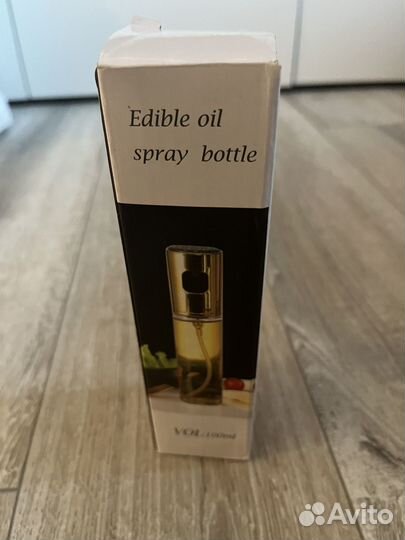 Edible oil
spray bottle
VOL:100ml
Avito